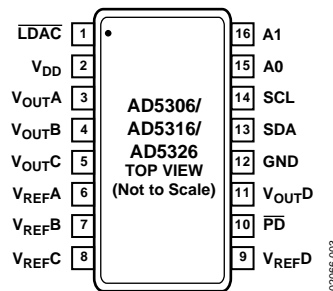 LDAC 1
VDD 2
VOUTA 3
VOUTB 4
VOUTC 5
VREFA 6
VREFB 7
VREFC 8
AD5306/
AD5316/
AD5326
TOP VIEW
(Not to Scale)
16 A1
15 A0
14 SCL
13 SDA
12 GND
11 VOUTD
10 PD
9 VREFD
02066-003